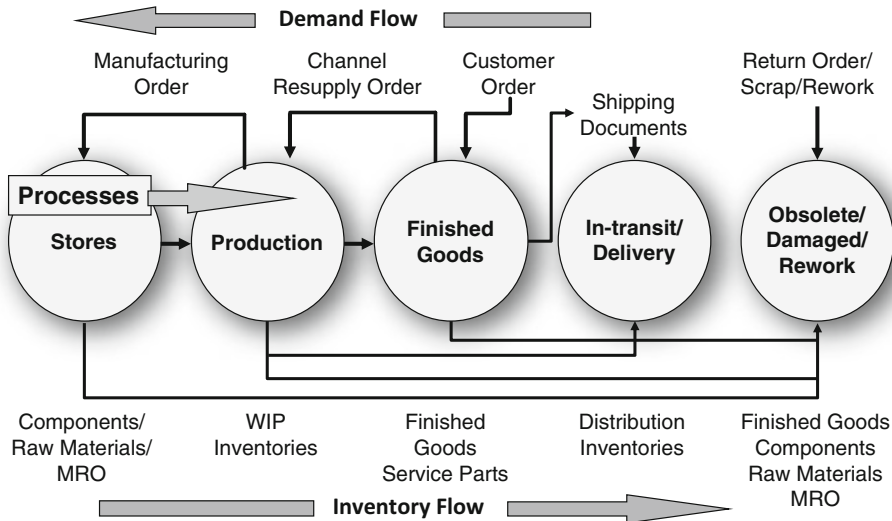 Demand Flow
Manufacturing
Order
Channel
Resupply Order
Customer
Order
Shipping
Documents
Return Order/
Scrap/Rework
Processes
Stores
Production
Finished
Goods
In-transit/
Delivery
Obsolete/
Damaged/
Rework
Components/
Raw Materials/
MRO
WIP
Inventories
Finished
Goods
Service Parts
Distribution
Inventories
Finished Goods
Components
Raw Materials
MRO
Inventory Flow